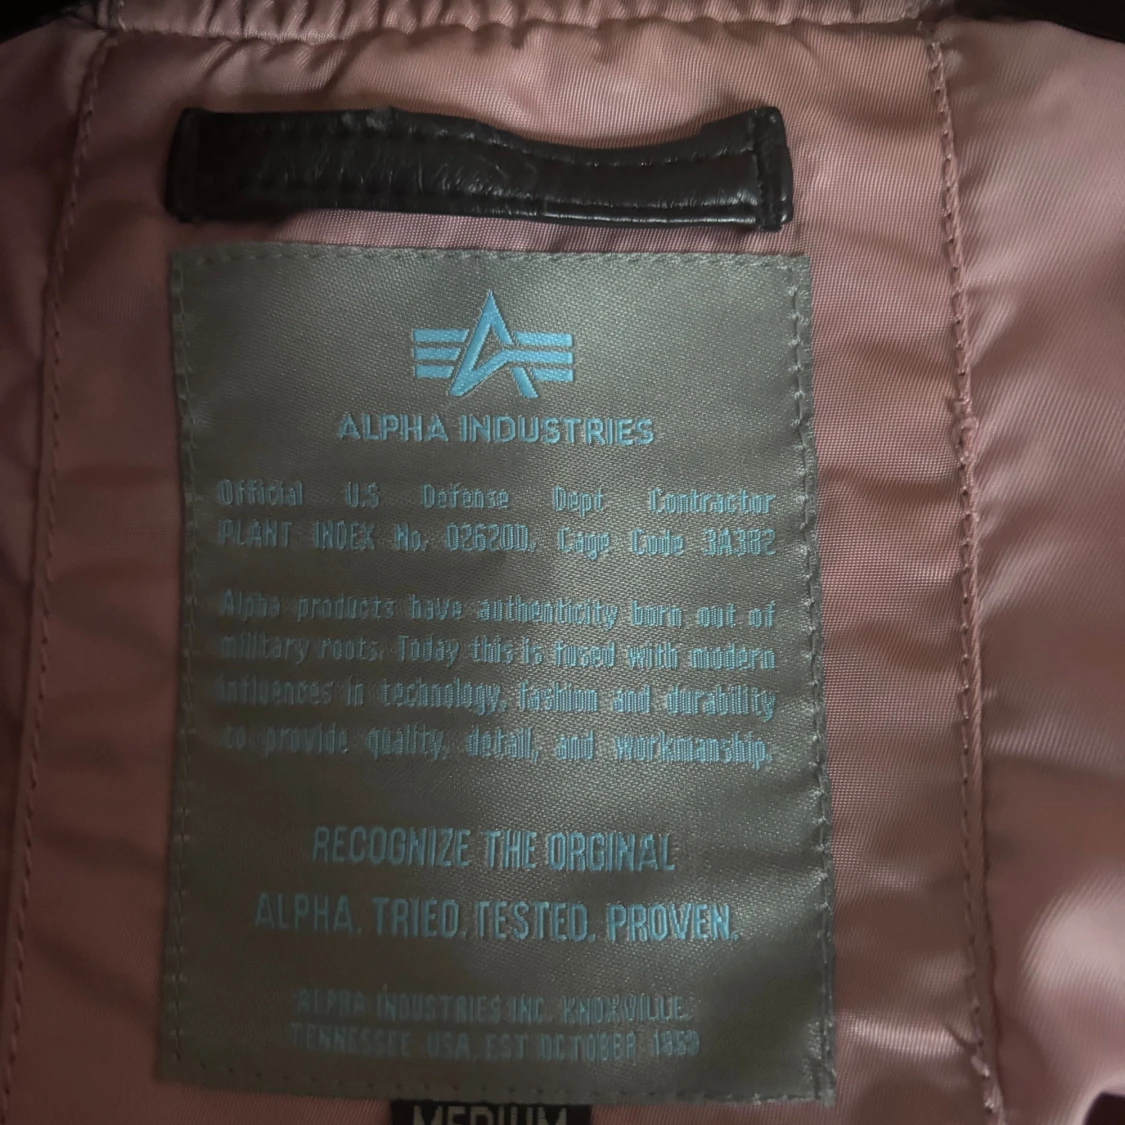 ALPHA INDUSTRIES
Official U.S Defense Dept Contractor
PLANT INDEX No. 02620D. Cage Code 3A382
Alpha products have authenticity born out of
military roots. Today this is fused with modern
influences in technology, fashion and durability
to provide quality, detail, and workmanship.
RECOGNIZE THE ORGINAL
ALPHA. TRIED. TESTED. PROVEN.
ALPHA INDUSTRIES INC. KNOXVILLE
TENNESSEE USA, EST OCTOBER 1959
MEDIUM